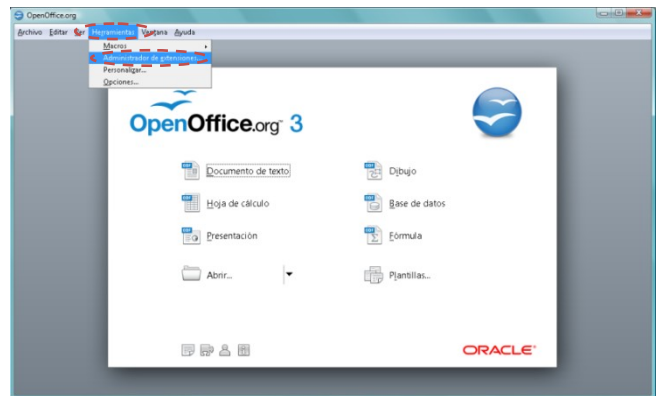 OpenOffice.org
Archivo Editar Ver Herramientas Ventana Ayuda
Macros
Administrador de extensiones...
Personalizar...
Opciones...
OpenOffice.org 3
Documento de texto Dibujo
Hoja de cálculo Base de datos
Presentación Fórmula
Abrir... Plantillas...
ORACLE